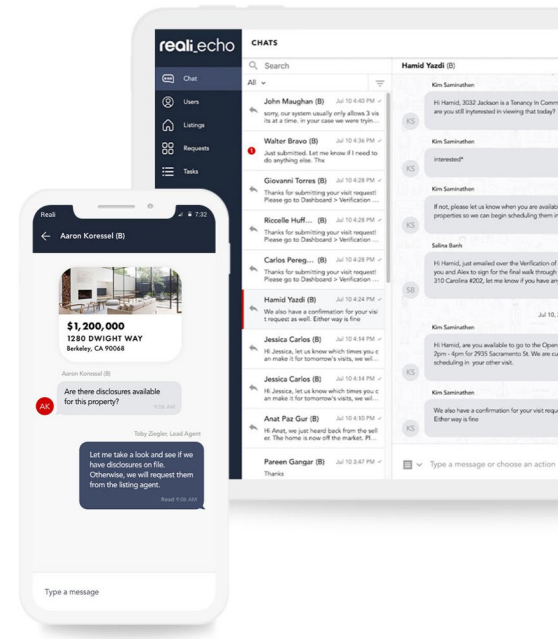 reali_echo
CHATS
Chat
Users
Listings
Requests
Tasks
Search
All
John Maughan (B) Jul 10 4:40 PM
sorry, our system usually only allows 3 vis
its at a time. in your case we were tryin...
Walter Bravo (B) Jul 10 4:36 PM
Just submitted. Let me know if I need to
do anything else. Thx
Giovanni Torres (B) Jul 10 4:28 PM
Thanks for submitting your visit request!
Please go to Dashboard > Verification ...
Riccelle Huff... (B) Jul 10 4:28 PM
Thanks for submitting your visit request!
Please go to Dashboard > Verification ...
Carlos Pereg... (B) Jul 10 4:28 PM
Thanks for submitting your visit request!
Please go to Dashboard > Verification ...
Hamid Yazdi (B) Jul 10 4:24 PM
We also have a confirmation for your visi
t request as well. Either way is fine
Jessica Carlos (B) Jul 10 4:14 PM
Hi Jessica, let us know which times you c
an make it for tomorrow's visits, we wil...
Jessica Carlos (B) Jul 10 4:14 PM
Hi Jessica, let us know which times you c
an make it for tomorrow's visits, we wil...
Anat Paz Gur (B) Jul 10 4:10 PM
Hi Anat, we just heard back from the sell
er. The home is now off the market. Pl...
Pareen Gangar (B) Jul 10 3:47 PM
Thanks
Hamid Yazdi (B)
Kim Saminathen
Hi Hamid, 3032 Jackson is a Tenancy In Comm
are you still inyterested in viewing that today?
KS
Kim Saminathen
interested*
KS
Kim Saminathen
If not, please let us know when you are availab
properties so we can begin scheduling them in
KS
Salina Banh
Hi Hamid, just emailed over the Verification of
you and Alex to sign for the final walk through
310 Carolina #202, let me know if you have any
SB
Jul 10,
Kim Saminathen
Hi Hamid, are you available to go to the Open
2pm - 4pm for 2935 Sacramento St. We are cu
scheduling in your other visit.
KS
Kim Saminathen
We also have a confirmation for your visit requ
Either way is fine
KS
Type a message or choose an action
Reali 7:32
Aaron Koressel (B)
$1,200,000
1280 DWIGHT WAY
Berkeley, CA 90068
Aaron Koressel (B)
Are there disclosures available
for this property?
9:06 AM
AK
Toby Ziegler, Lead Agent
Let me take a look and see if we
have disclosures on file.
Otherwise, we will request them
from the listing agent.
Read 9:06 AM
Type a message